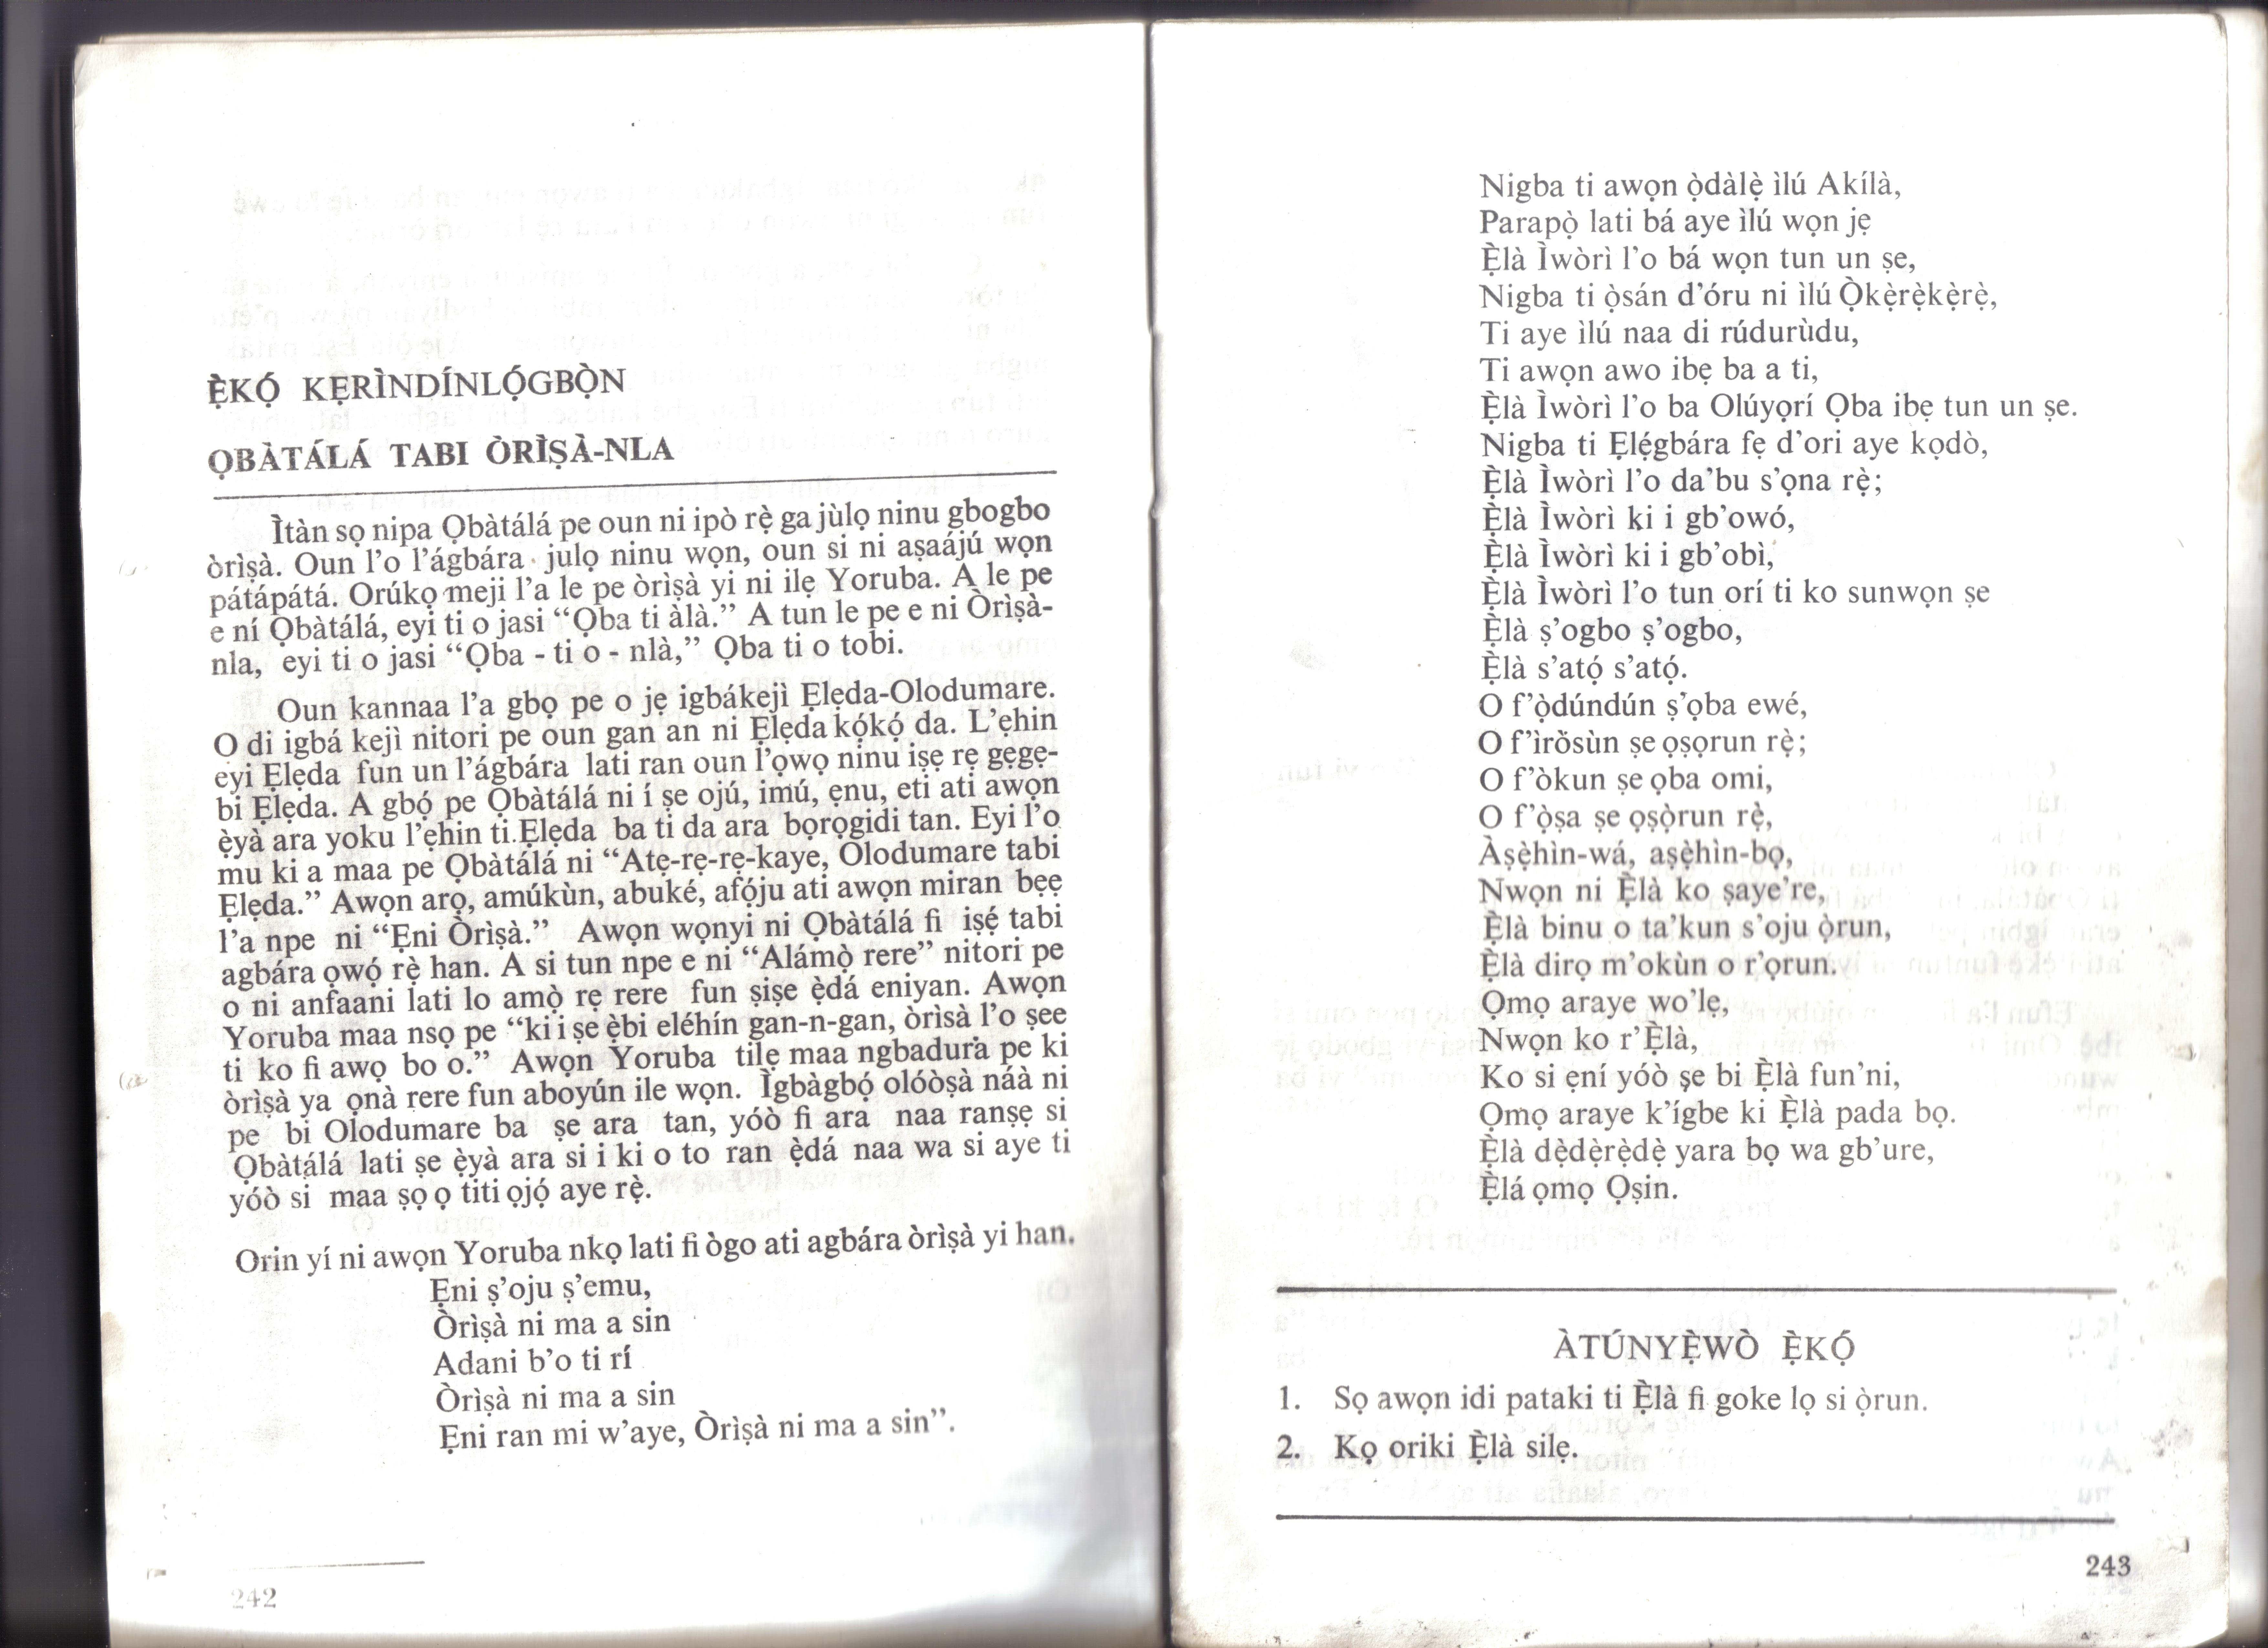 Ẹ̀KỌ́ KẸRÌNDÍNLỌ́GBỌ̀N
ỌBÀTÁLÁ TABI ÒRÌṢÀ-NLA
Ìtàn sọ nipa Ọbàtálá pe oun ni ipò rẹ̀ ga jùlọ ninu gbogbo
òrìṣà. Oun l’o l’ágbára julọ ninu wọn, oun si ni aṣaájú wọn
pátápátá. Orúkọ meji l’a le pe òrìṣà yi ni ilẹ Yoruba. A le pe
e ní Ọbàtálá, eyi ti o jasi “Ọba ti àlà.” A tun le pe e ni Òrìṣà-
nla, eyi ti o jasi “Ọba - ti o - nlà,” Ọba ti o tobi.
Oun kannaa l’a gbọ pe o jẹ igbákejì Ẹlẹda-Olodumare.
O di igbá kejì nitori pe oun gan an ni Ẹlẹda kọ́kọ́ da. L’ẹhin
eyi Ẹlẹda fun un l’ágbára lati ran oun l’ọwọ ninu iṣẹ rẹ gẹgẹ-
bi Ẹlẹda. A gbọ́ pe Ọbàtálá ni í ṣe ojú, imú, ẹnu, eti ati awọn
ẹ̀yà ara yoku l’ẹhin ti Ẹlẹda ba ti da ara bọrọgidi tan. Eyi l’o
mu ki a maa pe Ọbàtálá ni “Atẹ-rẹ-rẹ-kaye, Olodumare tabi
Ẹlẹda.” Awọn arọ, amúkùn, abuké, afọ́ju ati awọn miran bẹẹ
l’a npe ni “Ẹni Òrìṣà.” Awọn wọnyi ni Ọbàtálá fi iṣẹ́ tabi
agbára ọwọ́ rẹ̀ han. A si tun npe e ni “Alámọ̀ rere” nitori pe
o ni anfaani lati lo amọ̀ rẹ rere fun ṣiṣe ẹ̀dá eniyan. Awọn
Yoruba maa nsọ pe “ki i ṣe ẹ̀bi eléhín gan-n-gan, òrìsà l’o ṣee
ti ko fi awọ bo o.” Awọn Yoruba tilẹ maa ngbadura pe ki
òrìṣà ya ọnà rere fun aboyún ile wọn. Ìgbàgbọ́ olóòṣà náà ni
pe bi Olodumare ba ṣe ara tan, yóò fi ara naa ranṣẹ si
Ọbàtálá lati ṣe ẹ̀yà ara si i ki o to ran ẹ̀dá naa wa si aye ti
yóò si maa ṣọ ọ titi ọjọ́ aye rẹ̀.
Orin yí ni awọn Yoruba nkọ lati fi ògo ati agbára òrìṣà yi han.
Ẹni ṣ’oju ṣ’emu,
Òrìṣà ni ma a sin
Adani b’o ti rí
Òrìṣà ni ma a sin
Ẹni ran mi w’aye, Òrìṣà ni ma a sin”.
242
Nigba ti awọn ọ̀dàlẹ̀ ìlú Akílà,
Parapọ̀ lati bá aye ìlú wọn jẹ
Ẹ̀là Ìwòrì l’o bá wọn tun un ṣe,
Nigba ti ọ̀sán d’óru ni ìlú Ọ̀kẹ̀rẹ̀kẹ̀rẹ̀,
Ti aye ìlú naa di rúdurùdu,
Ti awọn awo ibẹ ba a ti,
Ẹ̀là Ìwòrì l’o ba Olúyọrí Ọba ibẹ tun un ṣe.
Nigba ti Ẹlẹ́gbára fẹ d’ori aye kọdò,
Ẹ̀là Ìwòrì l’o da’bu s’ọna rẹ̀;
Ẹ̀là Ìwòrì ki i gb’owó,
Ẹ̀là Ìwòrì ki i gb’obì,
Ẹ̀là Ìwòrì l’o tun orí ti ko sunwọn ṣe
Ẹ̀là ṣ’ogbo ṣ’ogbo,
Ẹ̀là s’atọ́ s’atọ́.
O f’ọ̀dúndún ṣ’ọba ewé,
O f’ìrõsùn ṣe ọṣọrun rẹ̀;
O f’òkun ṣe ọba omi,
O f’ọ̀ṣa ṣe ọṣọ̀run rẹ̀,
Àṣẹ̀hìn-wá, aṣẹ̀hìn-bọ,
Nwọn ni Ẹ̀là ko ṣaye’re,
Ẹ̀là binu o ta’kun s’oju ọ̀run,
Ẹ̀là dirọ m’okùn o r’ọrun.
Ọmọ araye wo’lẹ,
Nwọn ko r’Ẹ̀là,
Ko si ẹní yóò ṣe bi Ẹ̀là fun’ni,
Ọmọ araye k’ígbe ki Ẹ̀là pada bọ.
Ẹ̀là dẹ̀dẹ̀rẹ̀dẹ̀ yara bọ wa gb’ure,
Ẹ̀lá ọmọ Ọṣin.
ÀTÚNYẸ̀WÒ Ẹ̀KỌ́
1. Sọ awọn idi pataki ti Ẹ̀là fi goke lọ si ọ̀run.
2. Kọ oriki Ẹ̀là silẹ.
243